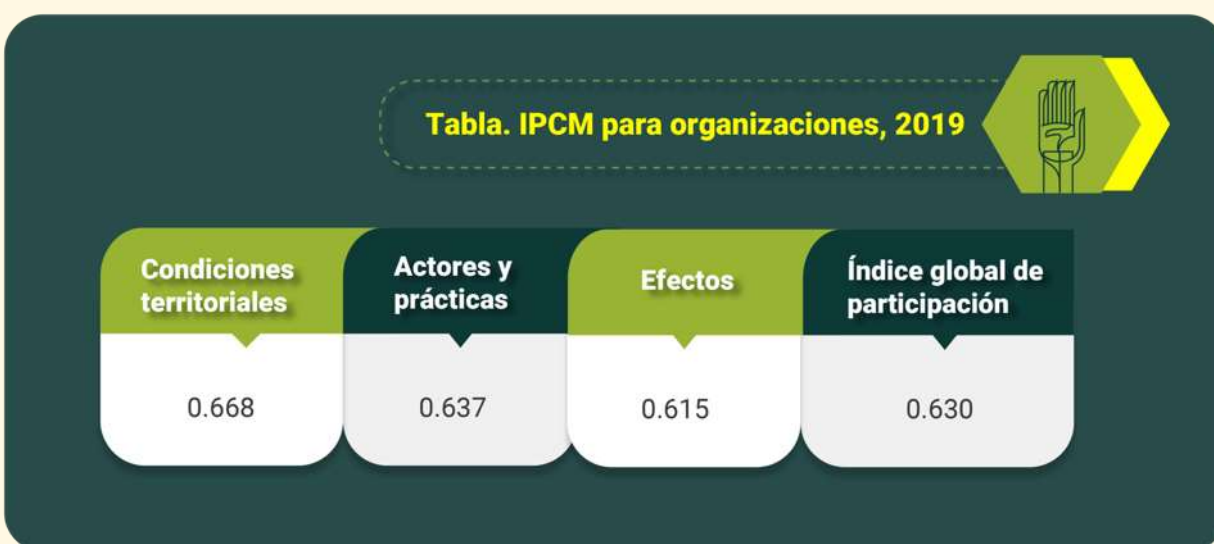 Tabla. IPCM para organizaciones, 2019
Condiciones
territoriales
Actores y
prácticas
Efectos
Índice global de
participación
0.668
0.637
0.615
0.630